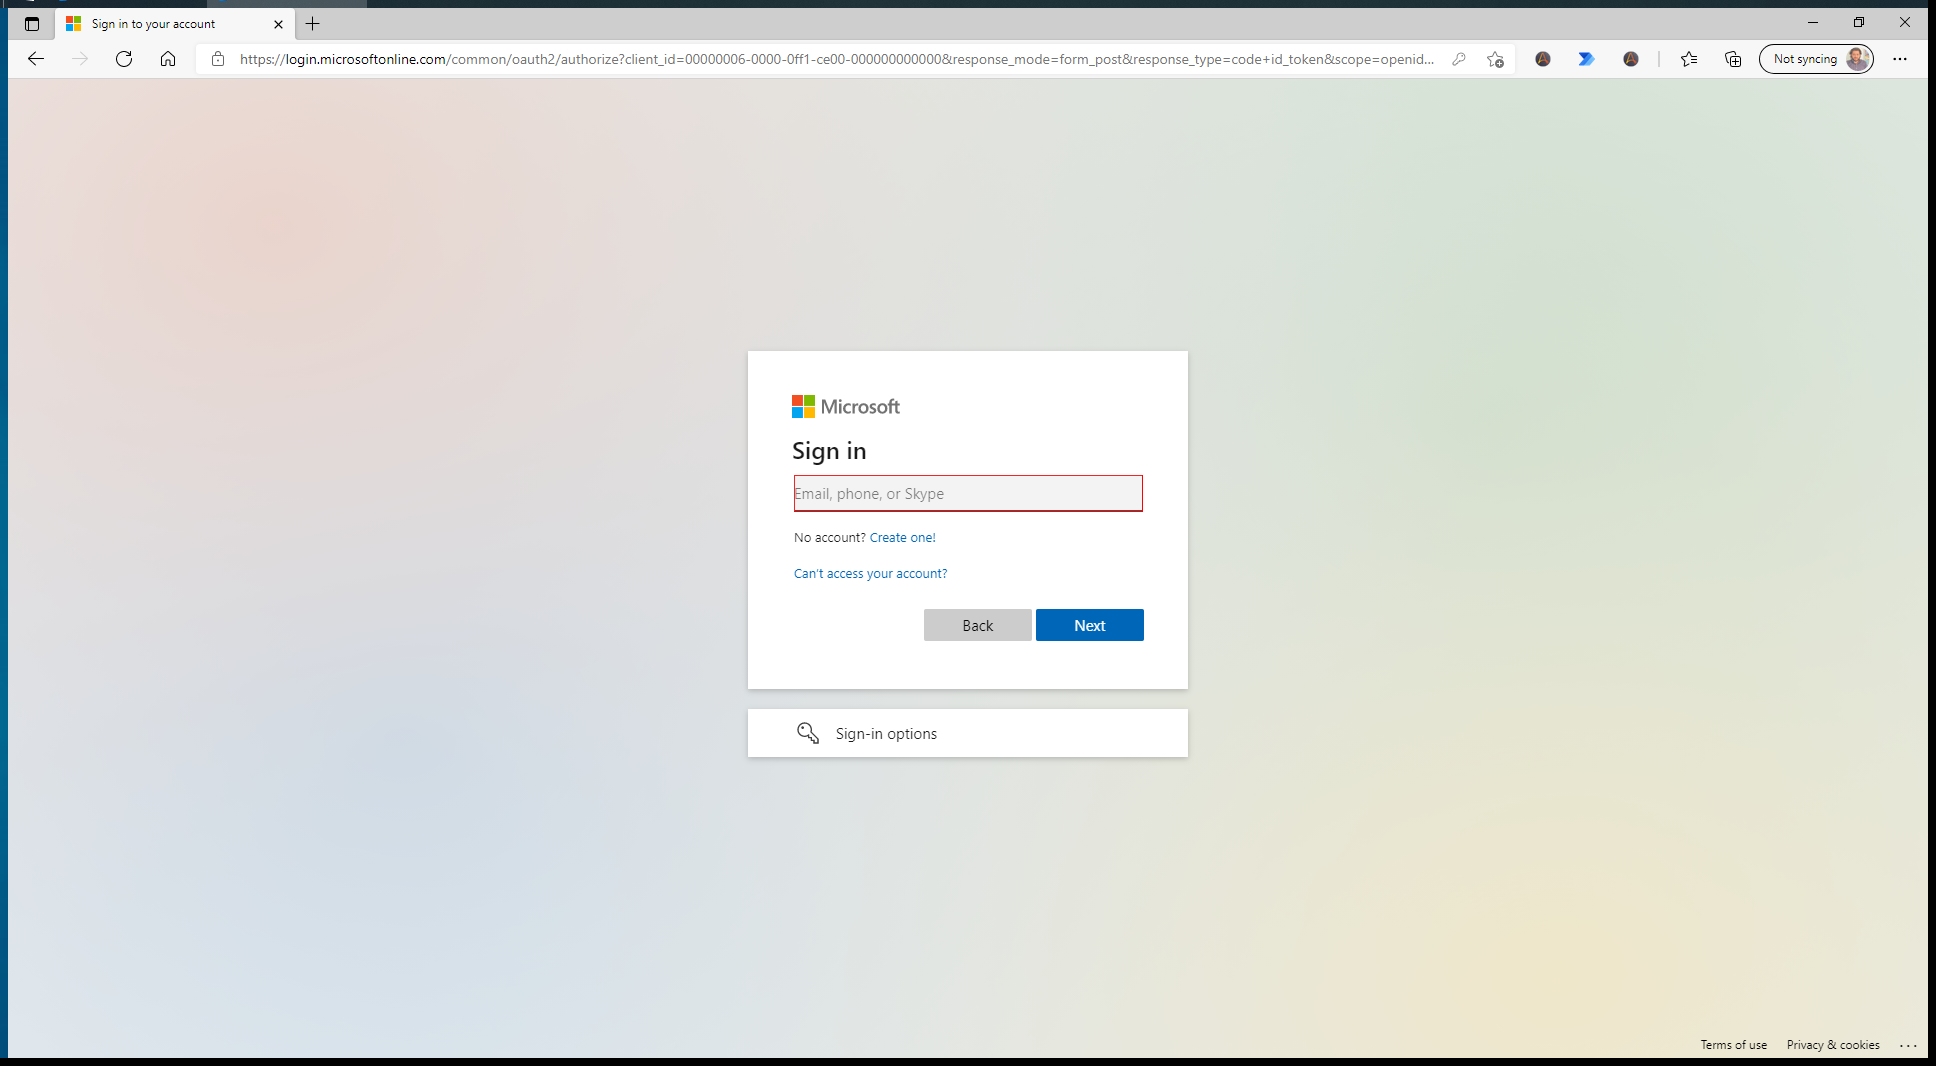 Sign in to your account
https://login.microsoftonline.com/common/oauth2/authorize?client_id=00000006-0000-0ff1-ce00-000000000000&response_mode=form_post&response_type=code+id_token&scope=openid...
Not syncing
Microsoft
Sign in
Email, phone, or Skype
No account? Create one!
Can't access your account?
Back
Next
Sign-in options
Terms of use
Privacy & cookies